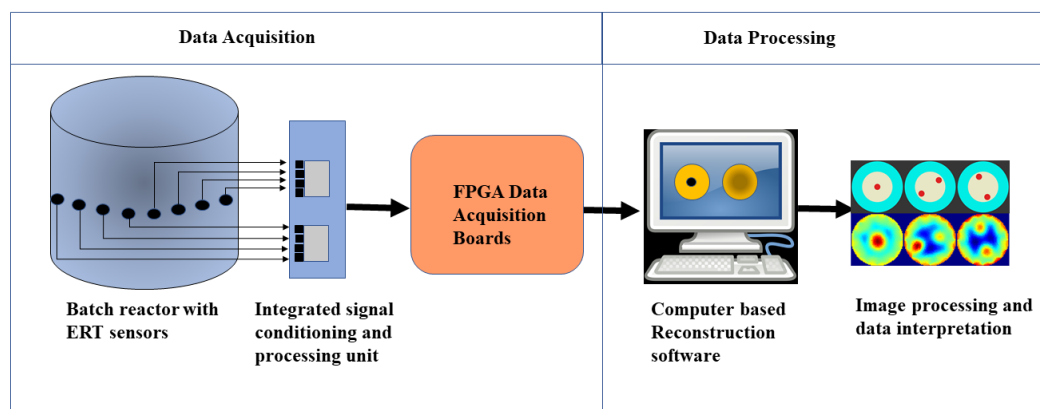 Data Acquisition
Data Processing
FPGA Data
Acquisition
Boards
Batch reactor with
ERT sensors
Integrated signal
conditioning and
processing unit
Computer based
Reconstruction
software
Image processing and
data interpretation